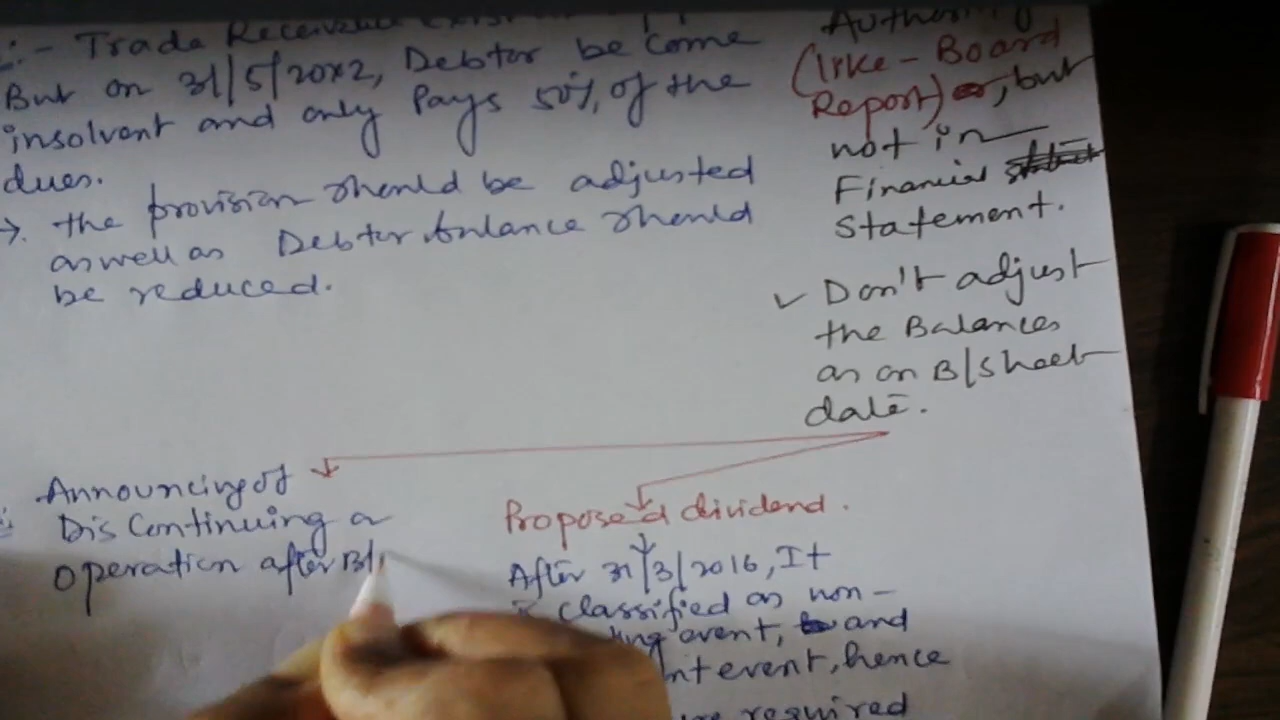 :- Trada
But on 31/5/20x2, Debtor be come
insolvent and only Pays 50% of the
dues.
→. the provision should be adjusted
as well as Debtor balance should
be reduced.
(like - Board
Report), but
not in
Financial
Statement.
✓ Don't adjust
the Balances
as on B/Sheet
date.
Announcing of
Dis Continuing a
operation after B/
Proposed dividend.
After 31/3/2016, It
classified as non-
event, and
event, hence
required